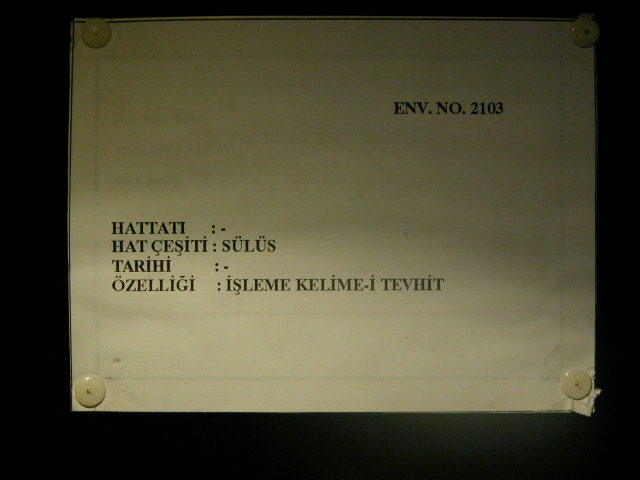 ENV. NO. 2103
HATTATI : -
HAT ÇEŞİTİ : SÜLÜS
TARİHİ : -
ÖZELLİĞİ : İŞLEME KELİME-İ TEVHİT